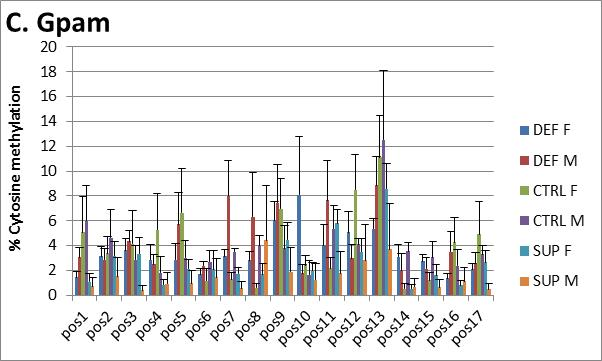 C. Gpam
20
18
16
14
12
10
8
6
4
2
0
% Cytosine methylation
pos1
pos2
pos3
pos4
pos5
pos6
pos7
pos8
pos9
pos10
pos11
pos12
pos13
pos14
pos15
pos16
pos17
DEF F
DEF M
CTRL F
CTRL M
SUP F
SUP M